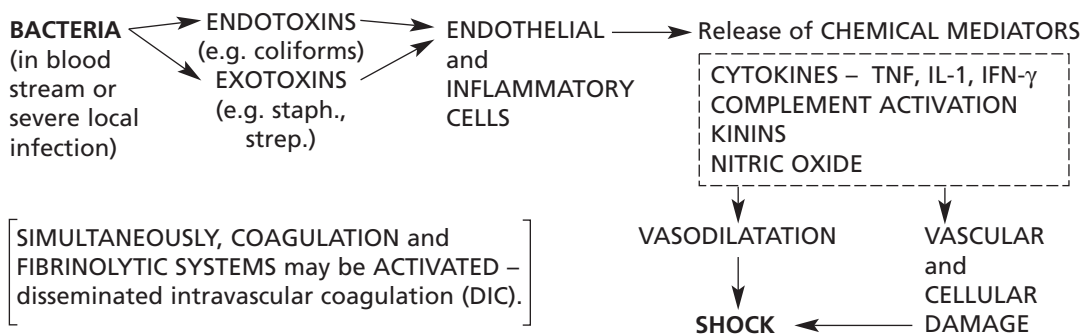 BACTERIA
(in blood
stream or
severe local
infection)
ENDOTOXINS
(e.g. coliforms)
EXOTOXINS
(e.g. staph.,
strep.)
ENDOTHELIAL
and
INFLAMMATORY
CELLS
Release of CHEMICAL MEDIATORS
CYTOKINES – TNF, IL-1, IFN-γ
COMPLEMENT ACTIVATION
KININS
NITRIC OXIDE
VASODILATATION
VASCULAR
and
CELLULAR
DAMAGE
SHOCK
SIMULTANEOUSLY, COAGULATION and
FIBRINOLYTIC SYSTEMS may be ACTIVATED –
disseminated intravascular coagulation (DIC).